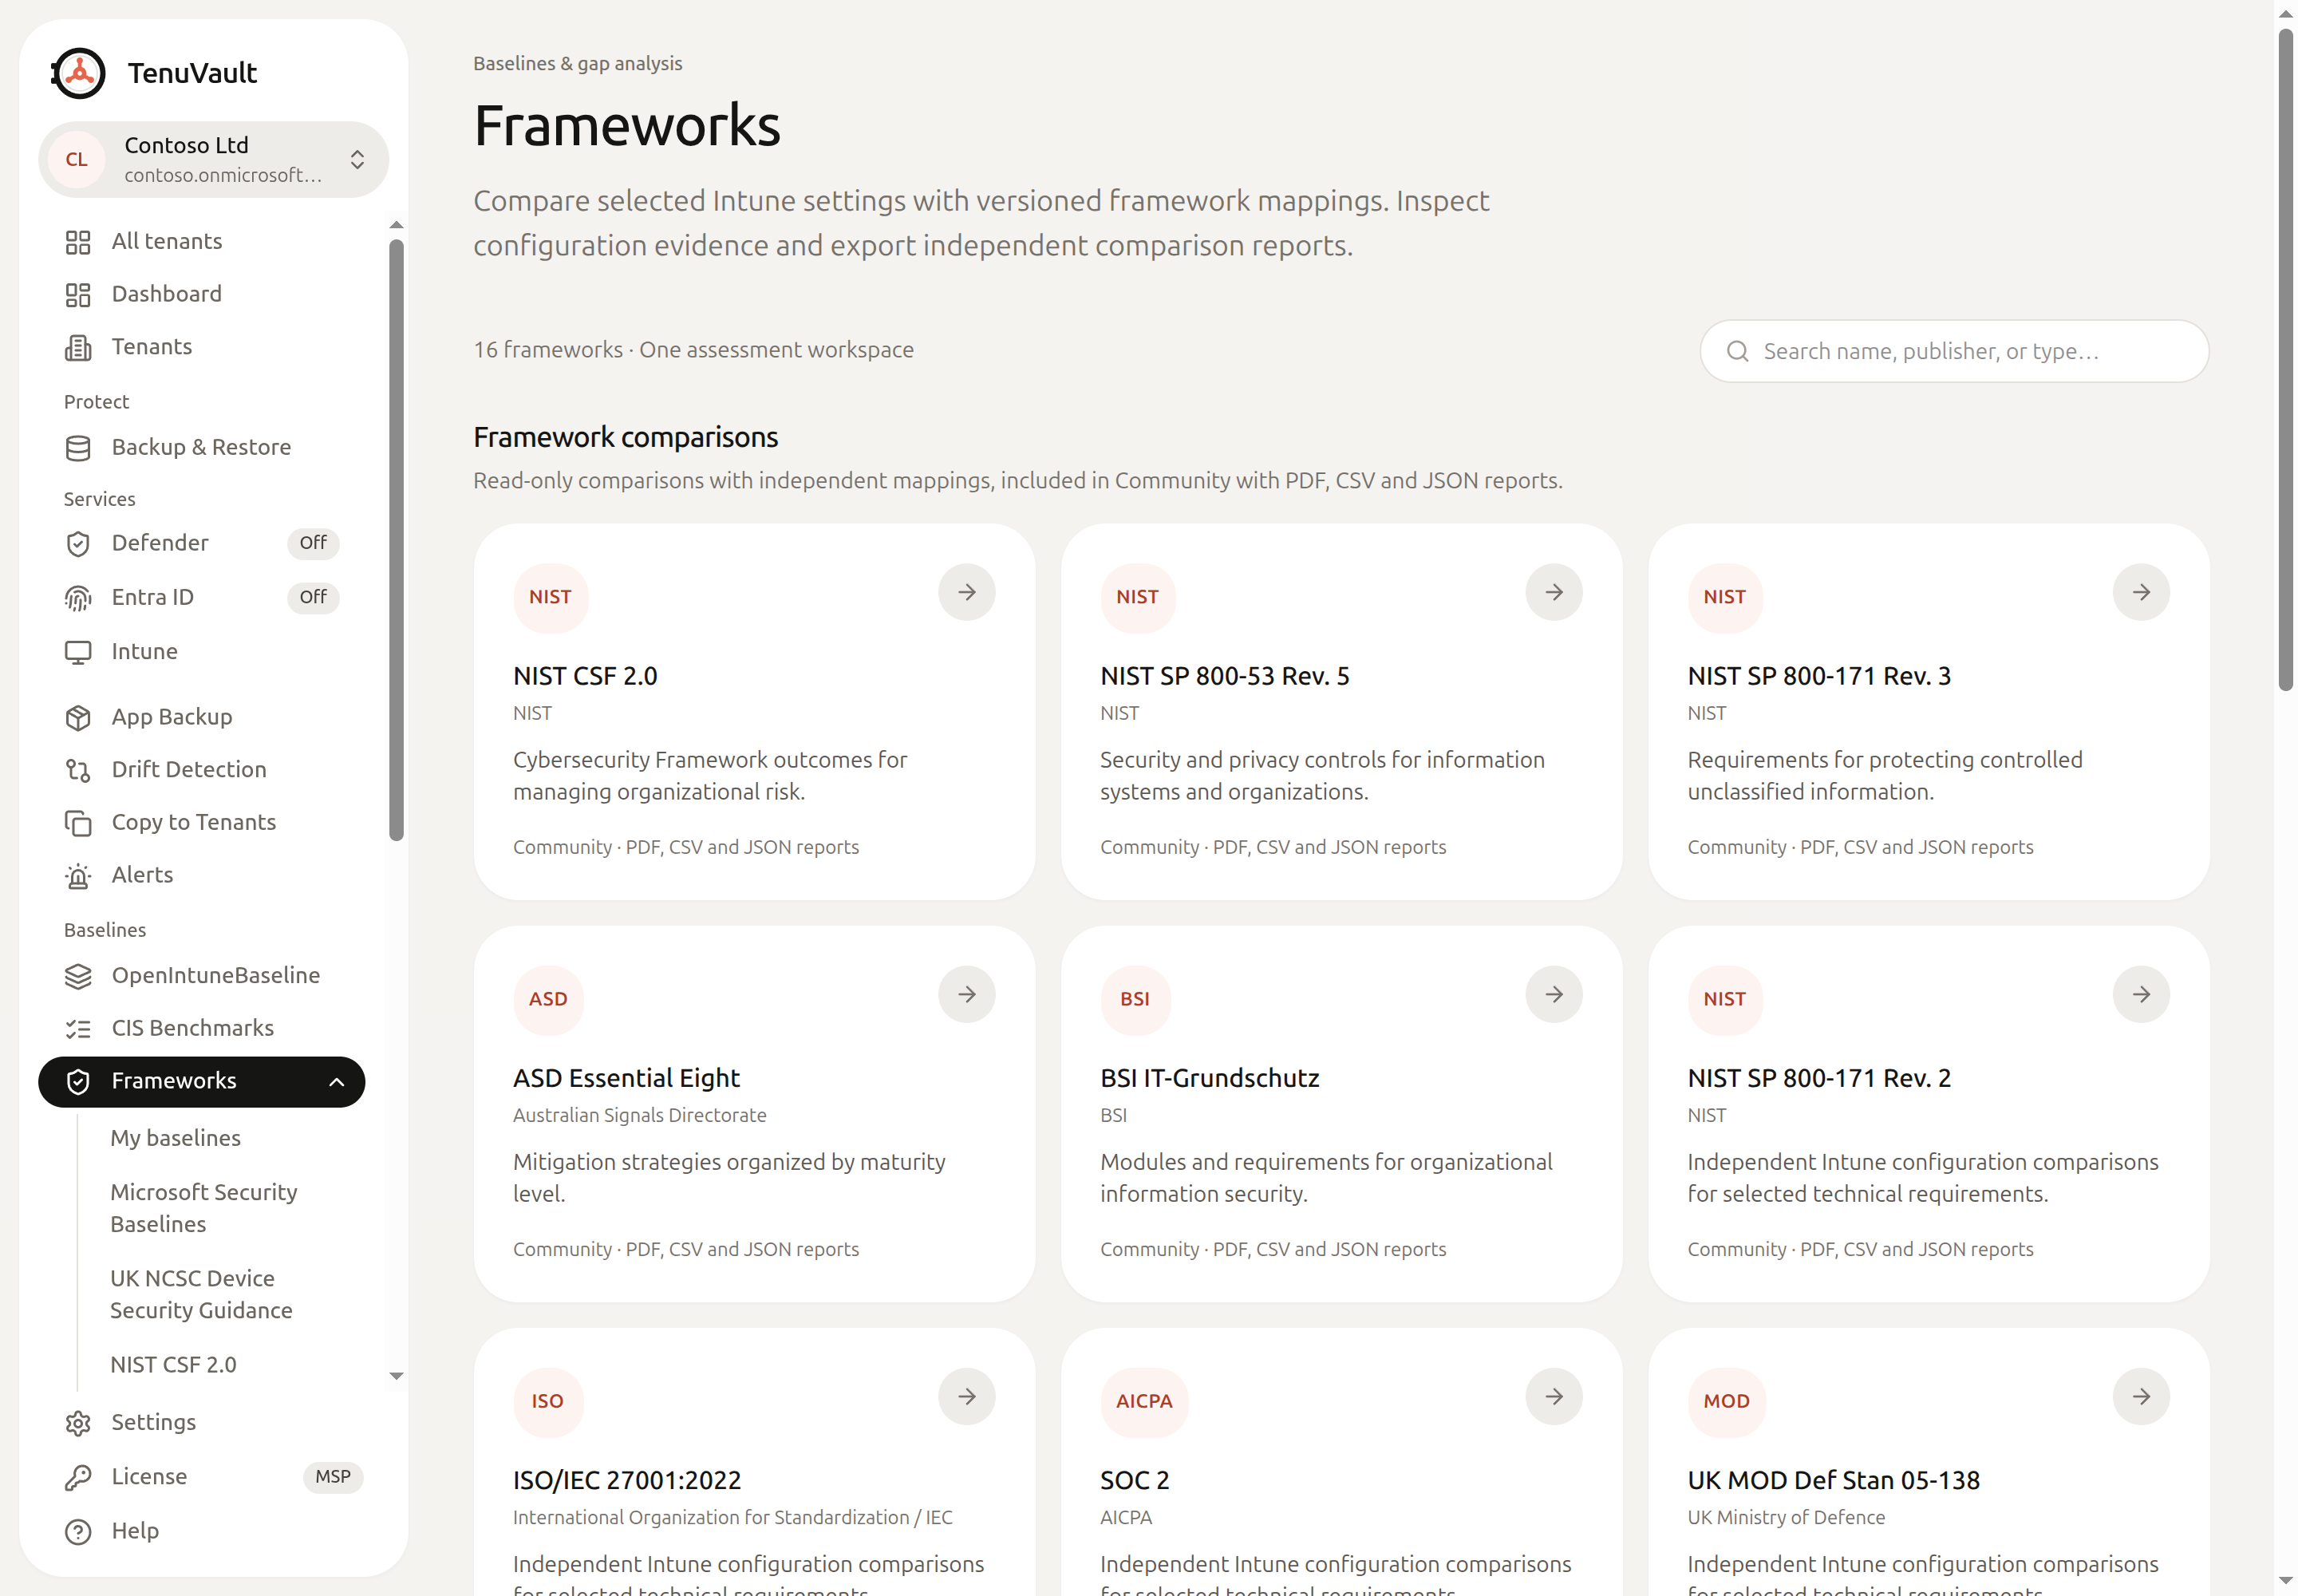 TenuVault
CL
Contoso Ltd
contoso.onmicrosoft...
All tenants
Dashboard
Tenants
Protect
Backup & Restore
Services
Defender
Off
Entra ID
Off
Intune
App Backup
Drift Detection
Copy to Tenants
Alerts
Baselines
OpenIntuneBaseline
CIS Benchmarks
Frameworks
My baselines
Microsoft Security
Baselines
UK NCSC Device
Security Guidance
NIST CSF 2.0
Settings
License
MSP
Help
Baselines & gap analysis
Frameworks
Compare selected Intune settings with versioned framework mappings. Inspect
configuration evidence and export independent comparison reports.
16 frameworks · One assessment workspace
Search name, publisher, or type...
Framework comparisons
Read-only comparisons with independent mappings, included in Community with PDF, CSV and JSON reports.
NIST
NIST CSF 2.0
NIST
Cybersecurity Framework outcomes for
managing organizational risk.
Community · PDF, CSV and JSON reports
NIST
NIST SP 800-53 Rev. 5
NIST
Security and privacy controls for information
systems and organizations.
Community · PDF, CSV and JSON reports
NIST
NIST SP 800-171 Rev. 3
NIST
Requirements for protecting controlled
unclassified information.
Community · PDF, CSV and JSON reports
ASD
ASD Essential Eight
Australian Signals Directorate
Mitigation strategies organized by maturity
level.
Community · PDF, CSV and JSON reports
BSI
BSI IT-Grundschutz
BSI
Modules and requirements for organizational
information security.
Community · PDF, CSV and JSON reports
NIST
NIST SP 800-171 Rev. 2
NIST
Independent Intune configuration comparisons
for selected technical requirements.
Community · PDF, CSV and JSON reports
ISO
ISO/IEC 27001:2022
International Organization for Standardization / IEC
Independent Intune configuration comparisons
for selected technical requirements.
AICPA
SOC 2
AICPA
Independent Intune configuration comparisons
for selected technical requirements.
MOD
UK MOD Def Stan 05-138
UK Ministry of Defence
Independent Intune configuration comparisons
for selected technical requirements.